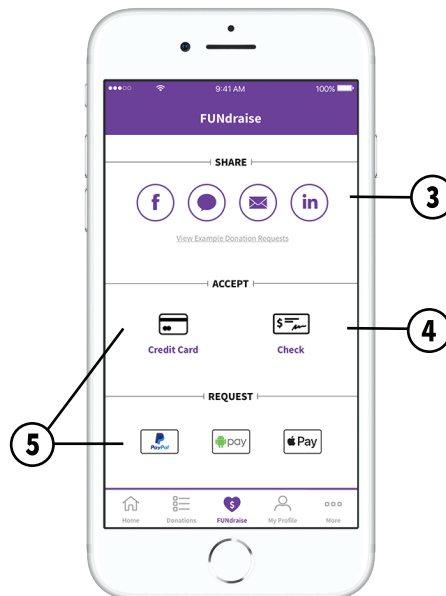 9:41 AM 100%
FUNdraise
SHARE
f in
3
View Example Donation Requests
ACCEPT
$
4
Credit Card Check
REQUEST
5
PayPal pay Pay
$
Home Donations FUNdraise My Profile More